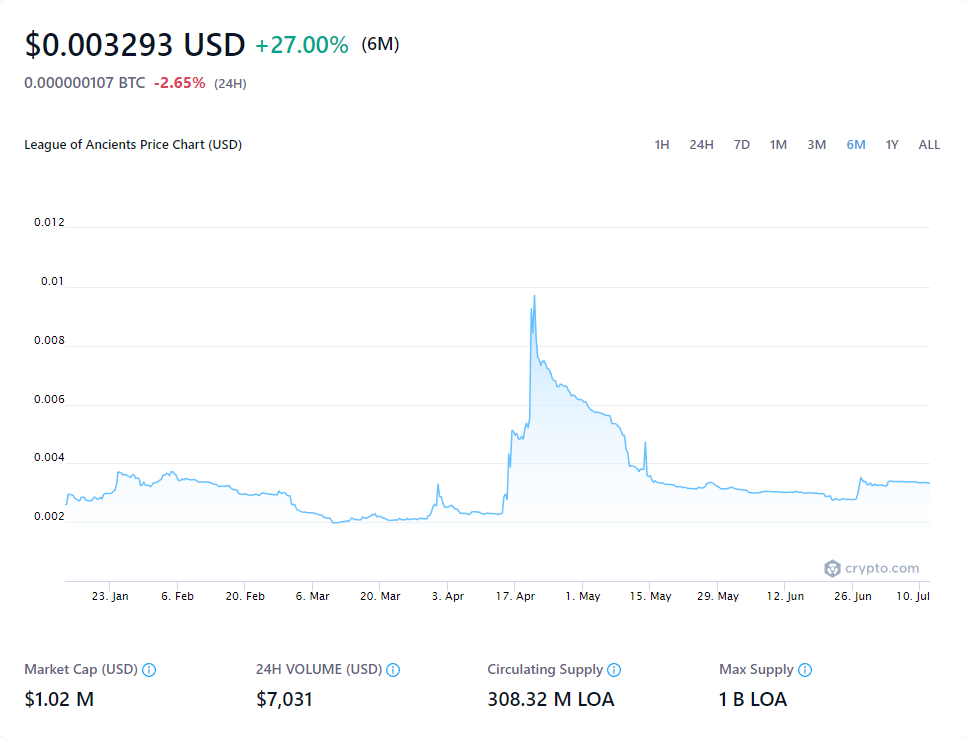 $0.003293 USD +27.00% (6M)
0.000000107 BTC -2.65% (24H)
League of Ancients Price Chart (USD) 1H 24H 7D 1M 3M 6M 1Y ALL
0.012
0.01
0.008
0.006
0.004
0.002
crypto.com
23. Jan 6. Feb 20. Feb 6. Mar 20. Mar 3. Apr 17. Apr 1. May 15. May 29. May 12. Jun 26. Jun 10. Jul
Market Cap (USD) 24H VOLUME (USD) Circulating Supply Max Supply
$1.02 M $7,031 308.32 M LOA 1 B LOA